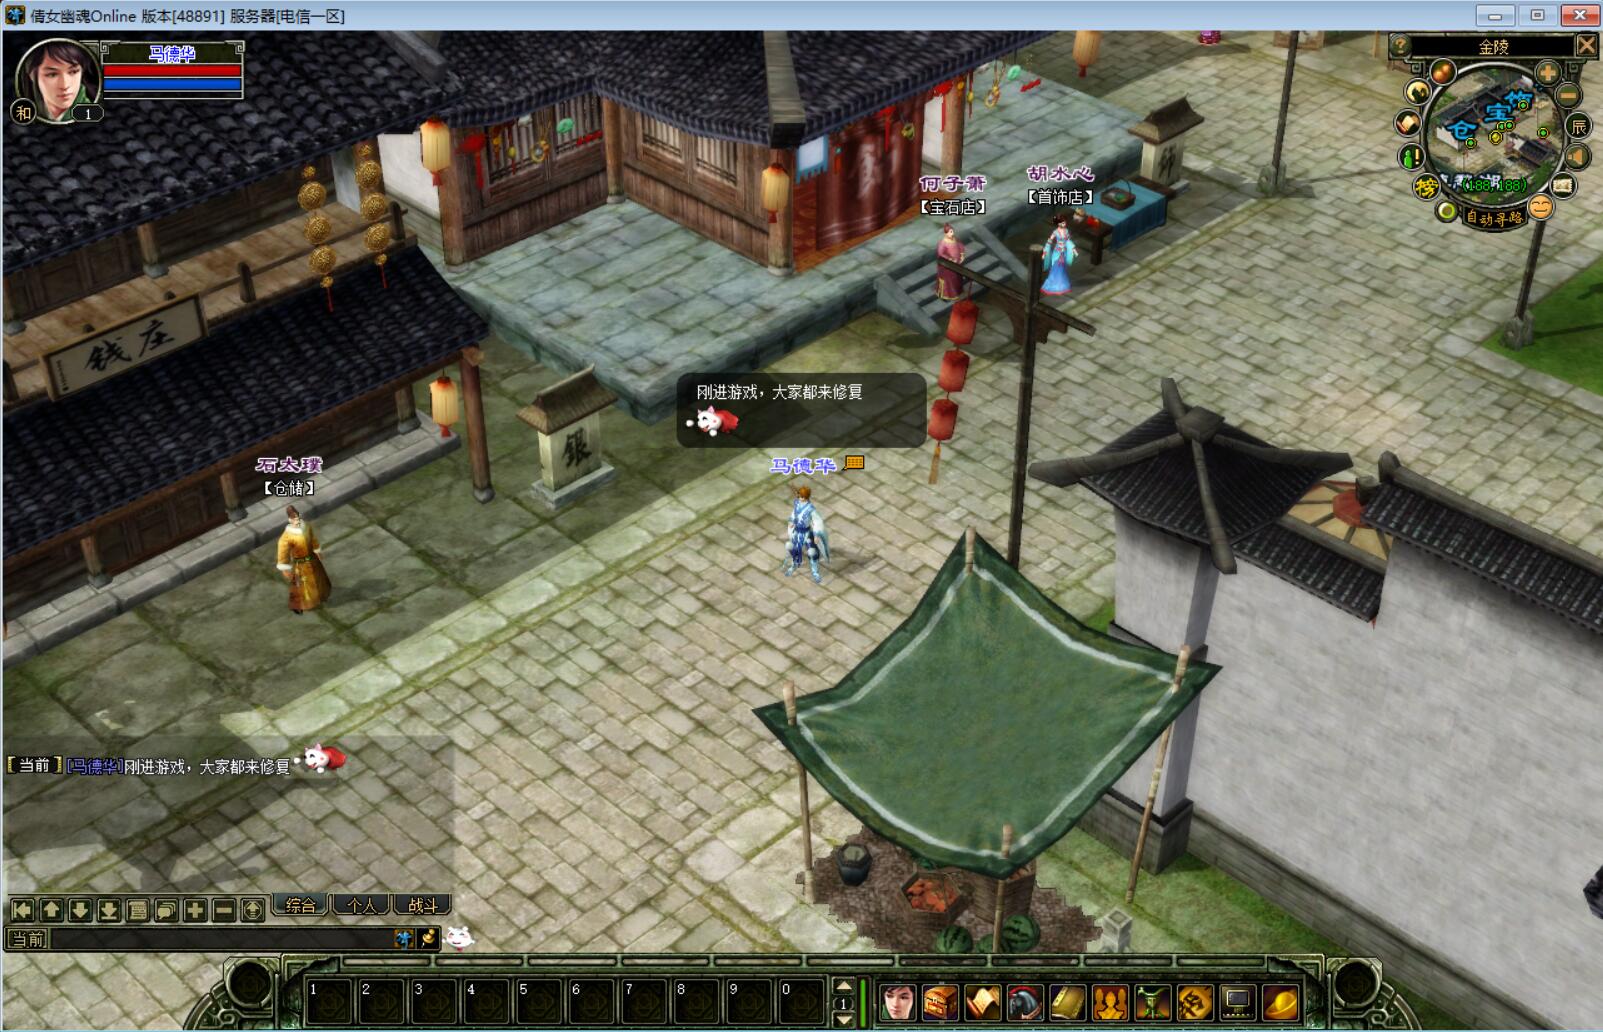 倩女幽魂Online 版本[48891] 服务器[电信一区]
马德华
和
1
金陵
辰
仓
宝
饰
榜
(188,188)
自动寻路
何子萧
【宝石店】
胡水心
【首饰店】
钱庄
银
刚进游戏，大家都来修复
马德华
石太璞
【仓储】
[当前][马德华]刚进游戏，大家都来修复
综合 个人 战斗
当前
1 2 3 4 5 6 7 8 9 0
1